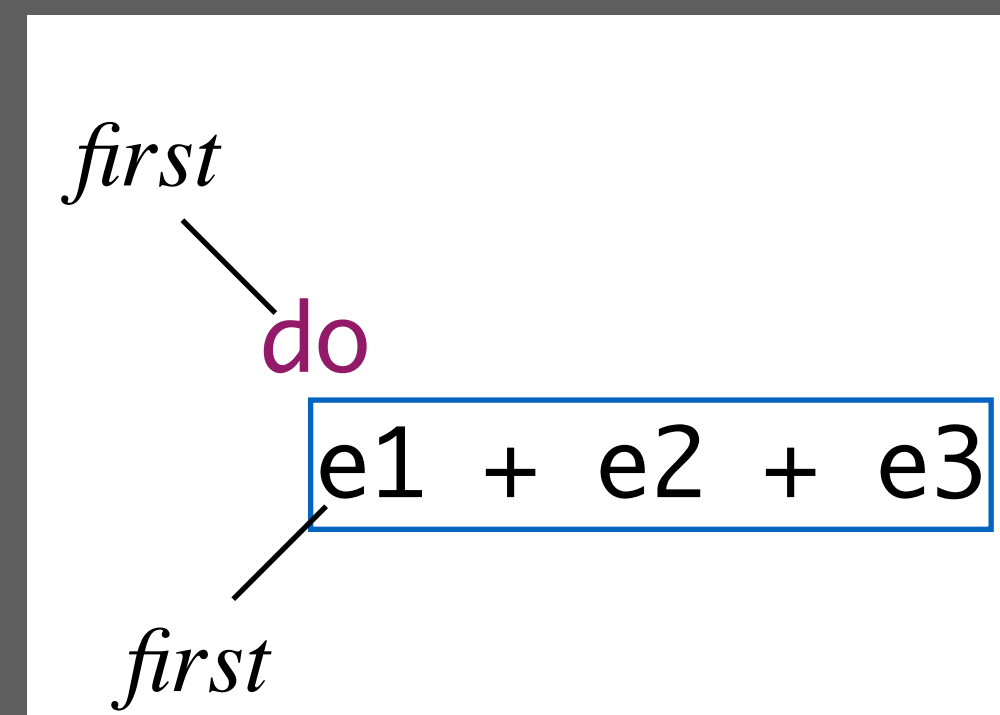 first
do
e1 + e2 + e3
first